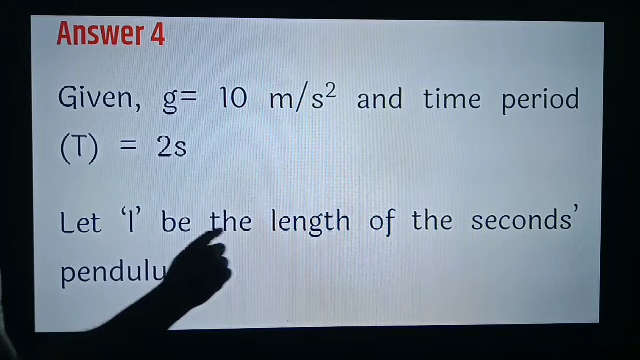 Answer 4
Given, g= 10 m/s² and time period
(T) = 2s
Let ‘l’ be the length of the seconds’
pendulu